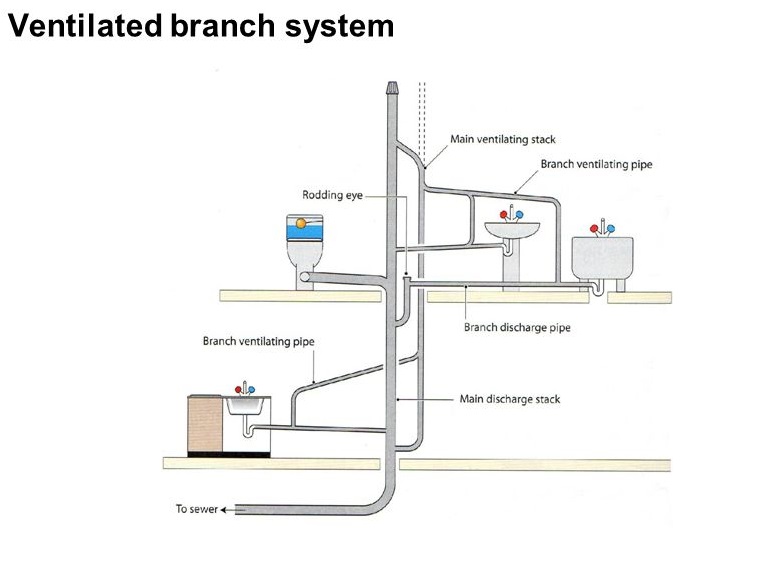 Ventilated branch system
Main ventilating stack
Branch ventilating pipe
Rodding eye
Branch discharge pipe
Branch ventilating pipe
Main discharge stack
To sewer